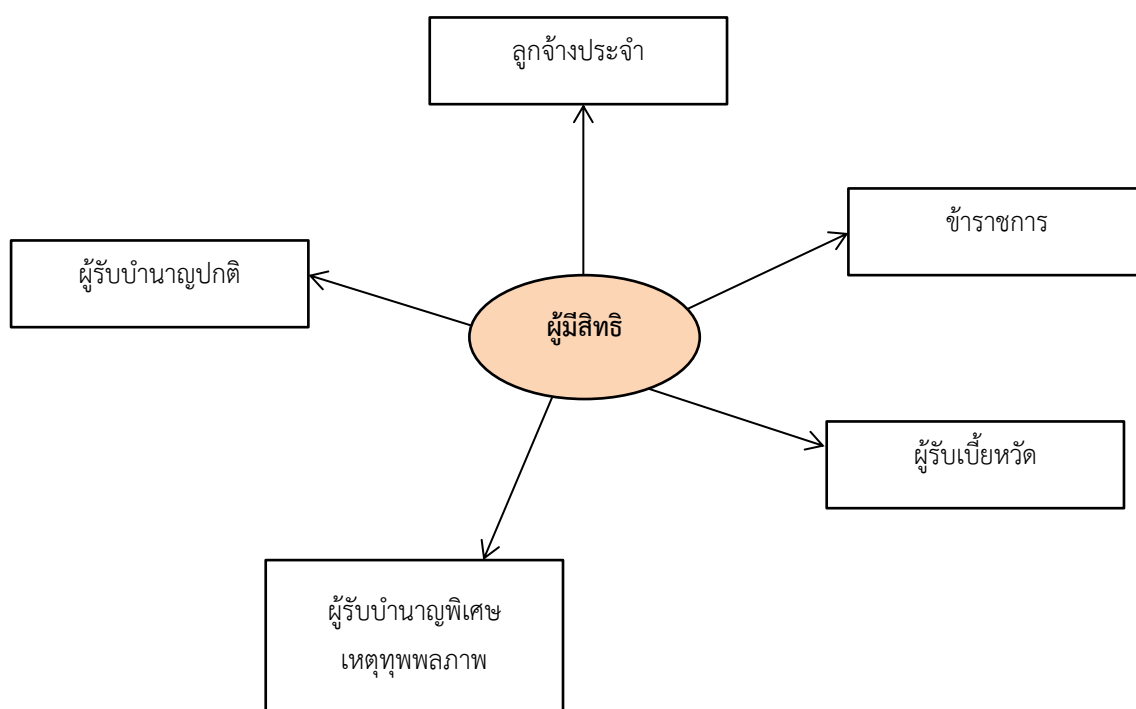 ลูกจ้างประจำ
ข้าราชการ
ผู้รับบำนาญปกติ
ผู้มีสิทธิ
ผู้รับเบี้ยหวัด
ผู้รับบำนาญพิเศษ
เหตุทุพพลภาพ